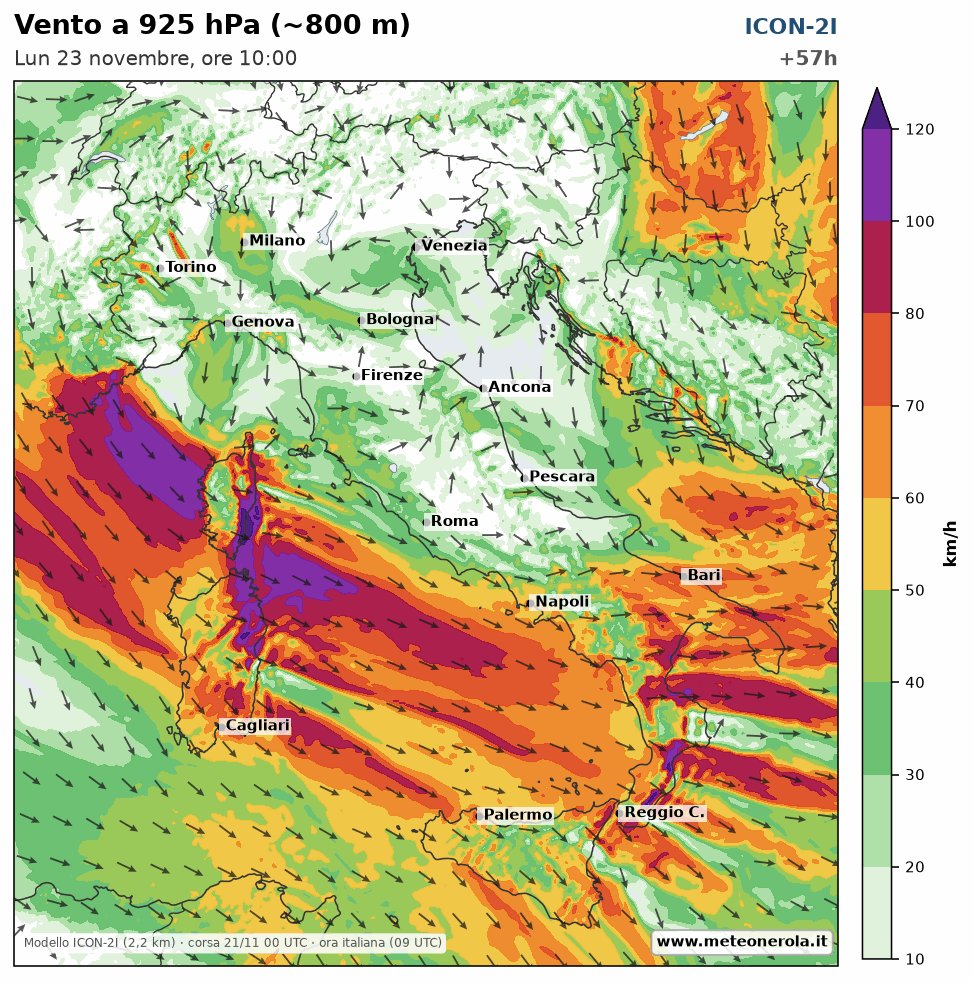 Vento a 925 hPa (~800 m)
ICON-2I
Lun 23 novembre, ore 10:00
+57h
120
100
80
70
60
50
40
30
20
10
km/h
Milano
Venezia
Torino
Genova
Bologna
Firenze
Ancona
Pescara
Roma
Bari
Napoli
Cagliari
Palermo
Reggio C.
Modello ICON-2I (2,2 km) · corsa 21/11 00 UTC · ora italiana (09 UTC)
www.meteonerola.it